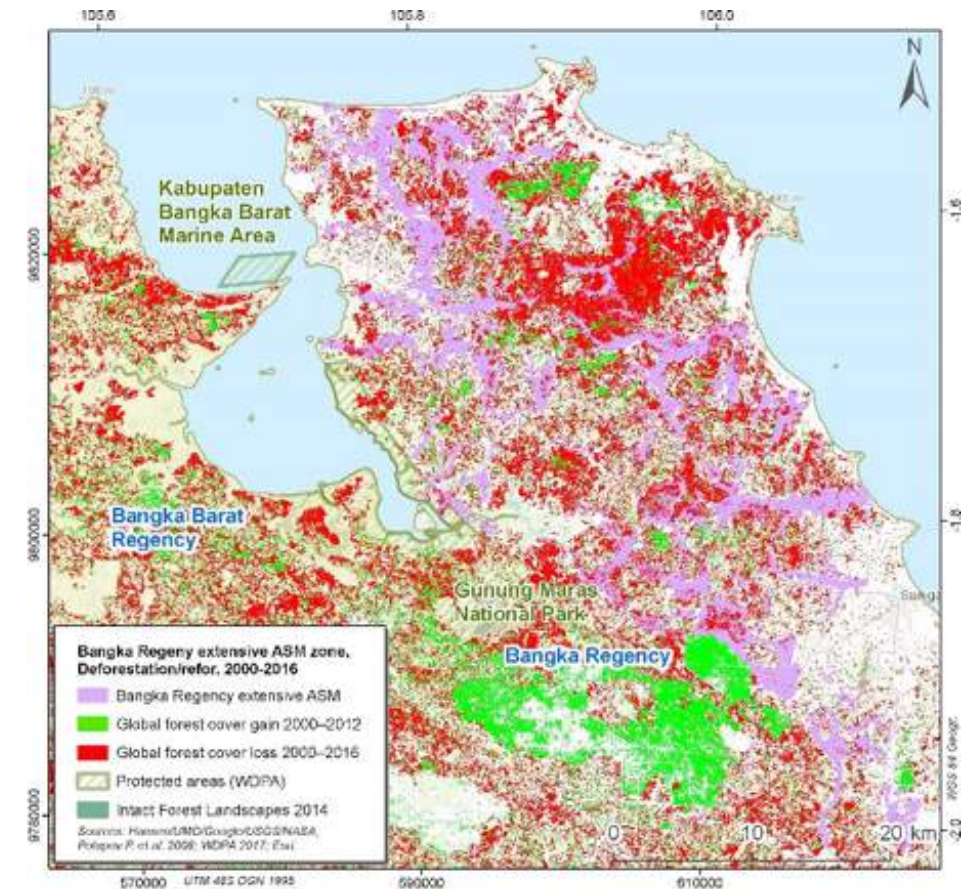 105.6 105.8 106.0
N
Kabupaten
Bangka Barat
Marine Area
-1.6
9820000
Bangka Barat
Regency
9800000
-1.8
Gunung Maras
National Park
Bangka Regency
Bangka Regeny extensive ASM zone,
Deforestation/refor. 2000-2016
Bangka Regency extensive ASM
Global forest cover gain 2000–2012
Global forest cover loss 2000–2016
Protected areas (WDPA)
Intact Forest Landscapes 2014
Sources: Hansen/UMD/Google/USGS/NASA,
Potapov P. et al. 2008; WDPA 2017; Esri
WGS 84 Geogr.
-2.0
9780000
0 10 20 km
570000 UTM 48S DGN 1995 590000 610000